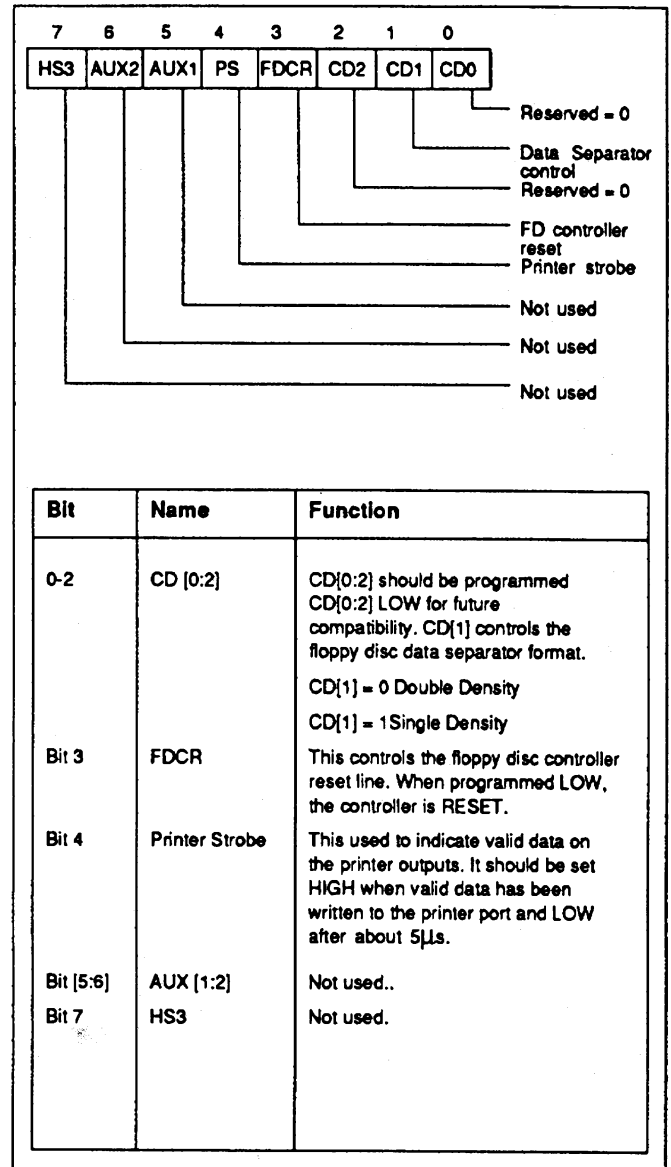 7 6 5 4 3 2 1 0
HS3 AUX2 AUX1 PS FDCR CD2 CD1 CD0
Reserved = 0
Data Separator
control
Reserved = 0
FD controller
reset
Printer strobe
Not used
Not used
Not used
Bit Name Function
0-2 CD [0:2] CD[0:2] should be programmed
CD[0:2] LOW for future
compatibility. CD[1] controls the
floppy disc data separator format.
CD[1] = 0 Double Density
CD[1] = 1 Single Density
Bit 3 FDCR This controls the floppy disc controller
reset line. When programmed LOW,
the controller is RESET.
Bit 4 Printer Strobe This used to indicate valid data on
the printer outputs. It should be set
HIGH when valid data has been
written to the printer port and LOW
after about 5µs.
Bit [5:6] AUX [1:2] Not used..
Bit 7 HS3 Not used.